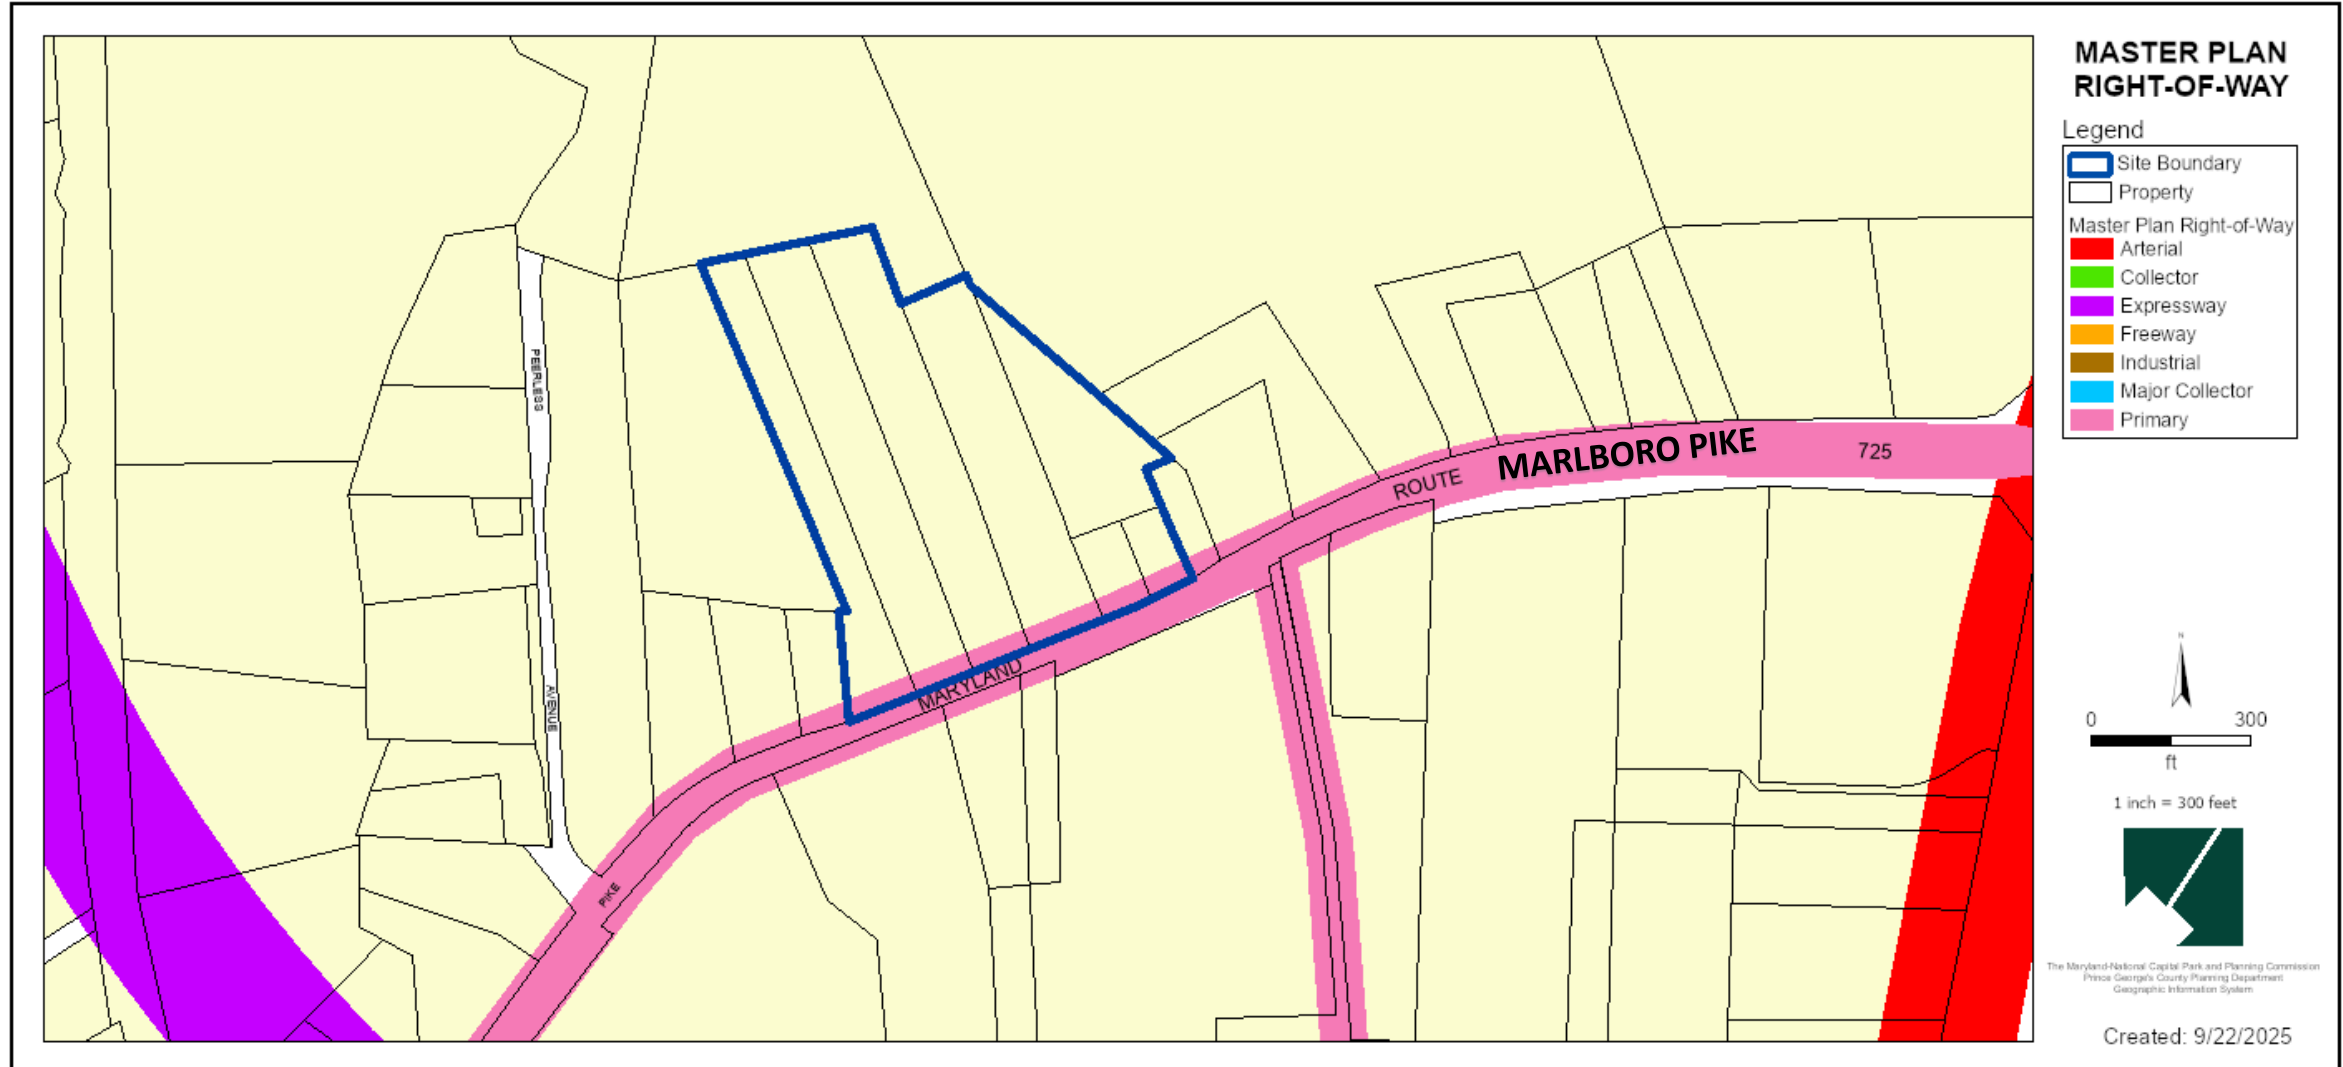 MASTER PLAN
RIGHT-OF-WAY
Legend
Site Boundary
Property
Master Plan Right-of-Way
Arterial
Collector
Expressway
Freeway
Industrial
Major Collector
Primary
PEERLESS
AVENUE
PIKE
MARYLAND
ROUTE
MARLBORO PIKE
725
N
0 300
ft
1 inch = 300 feet
The Maryland-National Capital Park and Planning Commission
Prince George's County Planning Department
Geographic Information System
Created: 9/22/2025